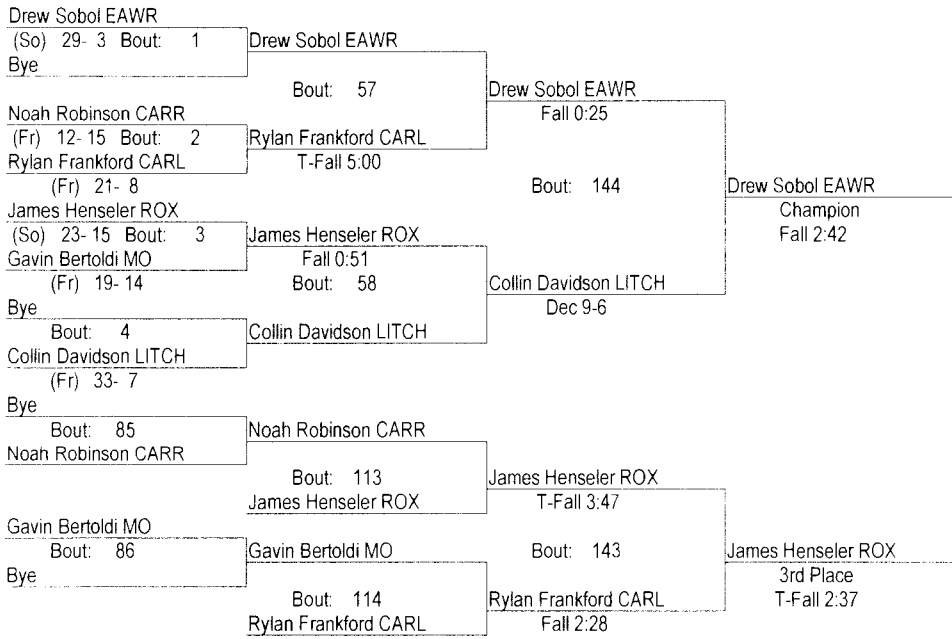 Drew Sobol EAWR
(So) 29- 3 Bout: 1
Drew Sobol EAWR
Bye
Bout: 57
Drew Sobol EAWR
Noah Robinson CARR
Fall 0:25
(Fr) 12- 15 Bout: 2
Rylan Frankford CARL
Rylan Frankford CARL
T-Fall 5:00
(Fr) 21- 8
Bout: 144
Drew Sobol EAWR
James Henseler ROX
Champion
(So) 23- 15 Bout: 3
James Henseler ROX
Fall 2:42
Gavin Bertoldi MO
Fall 0:51
(Fr) 19- 14
Bout: 58
Collin Davidson LITCH
Bye
Dec 9-6
Bout: 4
Collin Davidson LITCH
Collin Davidson LITCH
(Fr) 33- 7
Bye
Bout: 85
Noah Robinson CARR
Noah Robinson CARR
Bout: 113
James Henseler ROX
James Henseler ROX
T-Fall 3:47
Gavin Bertoldi MO
Bout: 86
Gavin Bertoldi MO
Bout: 143
James Henseler ROX
Bye
3rd Place
Bout: 114
Rylan Frankford CARL
T-Fall 2:37
Rylan Frankford CARL
Fall 2:28